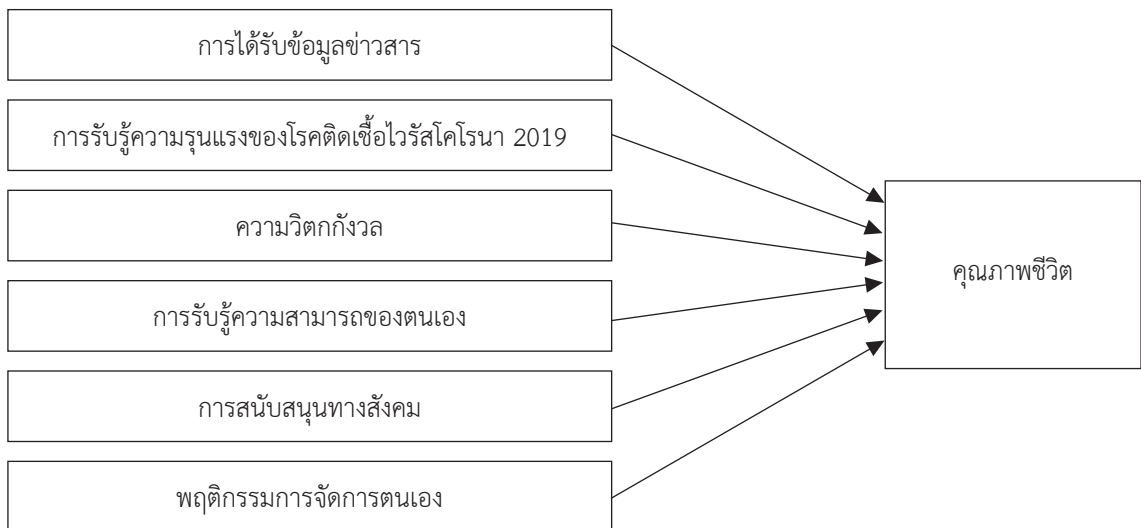 การได้รับข้อมูลข่าวสาร
การรับรู้ความรุนแรงของโรคติดเชื้อไวรัสโคโรนา 2019
ความวิตกกังวล
การรับรู้ความสามารถของตนเอง
การสนับสนุนทางสังคม
พฤติกรรมการจัดการตนเอง
คุณภาพชีวิต